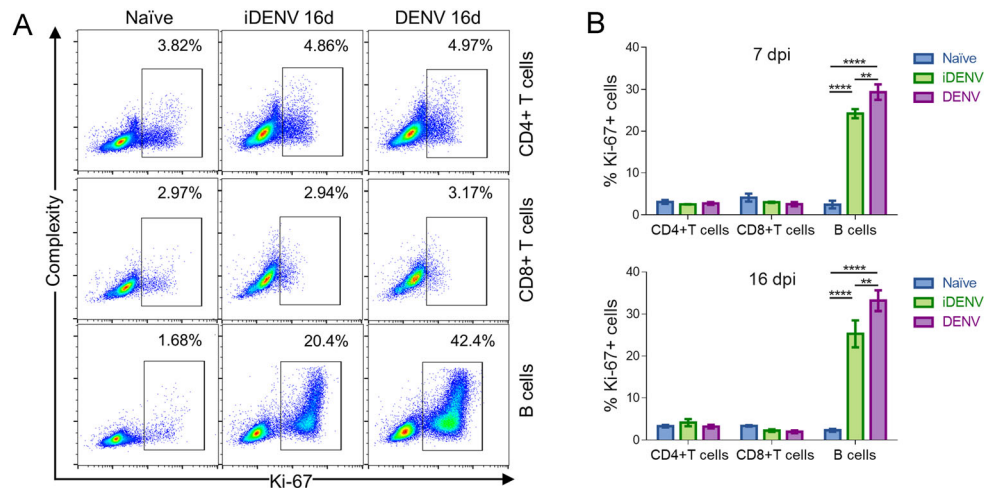 A
Naïve
iDENV 16d
DENV 16d
3.82%
4.86%
4.97%
CD4+ T cells
2.97%
2.94%
3.17%
CD8+ T cells
1.68%
20.4%
42.4%
B cells
Complexity
Ki-67
B
7 dpi
% Ki-67+ cells
40
30
20
10
0
****
****
**
CD4+T cells
CD8+T cells
B cells
Naïve
iDENV
DENV
16 dpi
% Ki-67+ cells
40
30
20
10
0
****
****
**
CD4+T cells
CD8+T cells
B cells
Naïve
iDENV
DENV